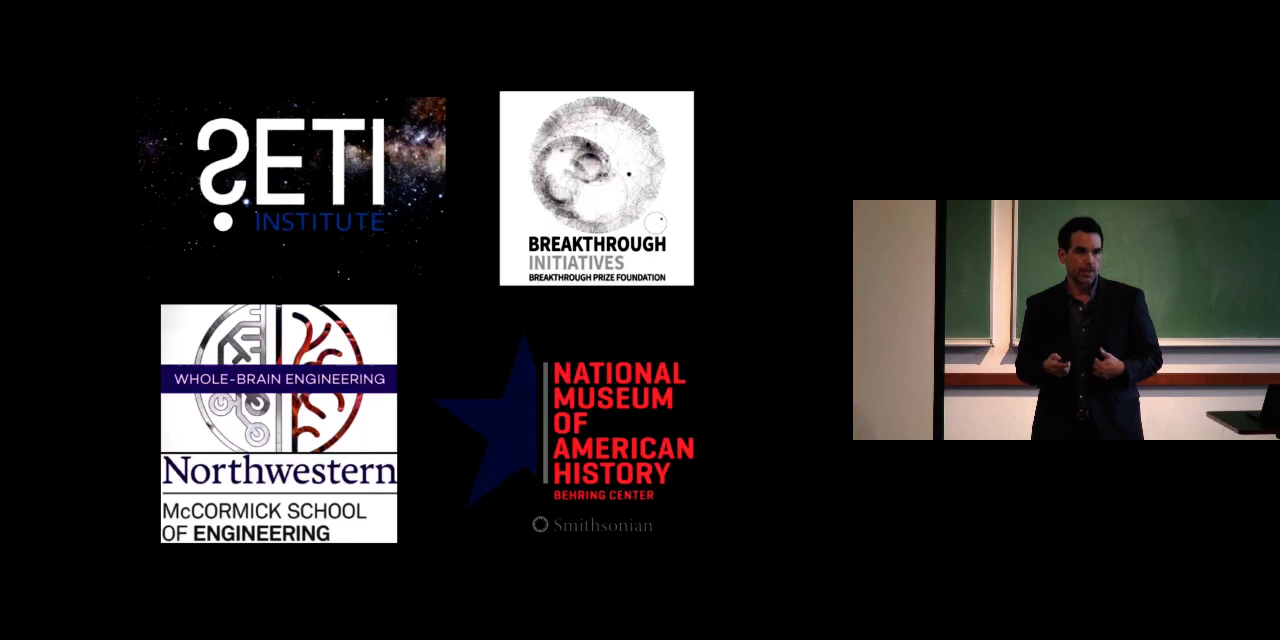 SETI
INSTITUTE
BREAKTHROUGH
INITIATIVES
BREAKTHROUGH PRIZE FOUNDATION
WHOLE-BRAIN ENGINEERING
Northwestern
McCORMICK SCHOOL
OF ENGINEERING
NATIONAL
MUSEUM
OF
AMERICAN
HISTORY
BEHRING CENTER
Smithsonian